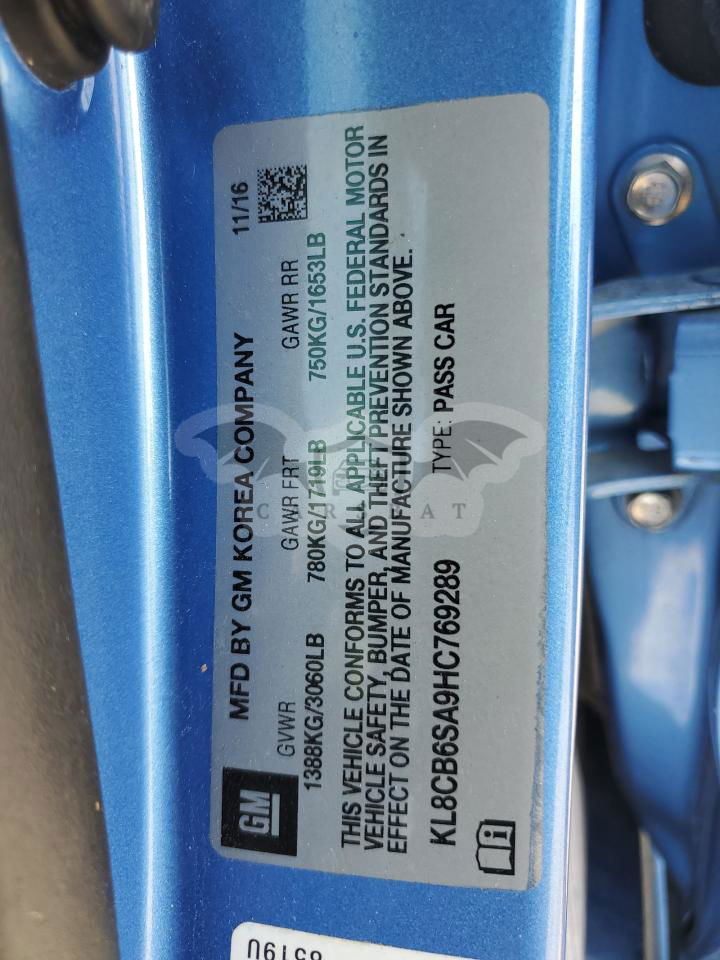 MFD BY GM KOREA COMPANY 11/16
GM
GVWR GAWR FRT GAWR RR
1388KG/3060LB 780KG/1719LB 750KG/1653LB
THIS VEHICLE CONFORMS TO ALL APPLICABLE U.S. FEDERAL MOTOR
VEHICLE SAFETY, BUMPER, AND THEFT PREVENTION STANDARDS IN
EFFECT ON THE DATE OF MANUFACTURE SHOWN ABOVE.
KL8CB6SA9HC769289 TYPE: PASS CAR
CARSBAT